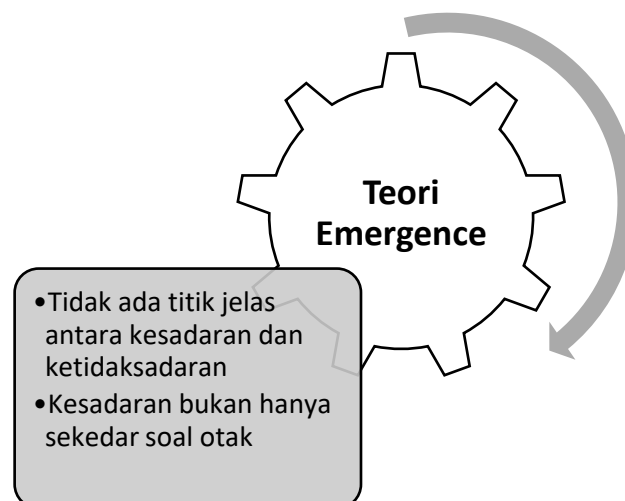 Teori
Emergence
•Tidak ada titik jelas
antara kesadaran dan
ketidaksadaran
•Kesadaran bukan hanya
sekedar soal otak